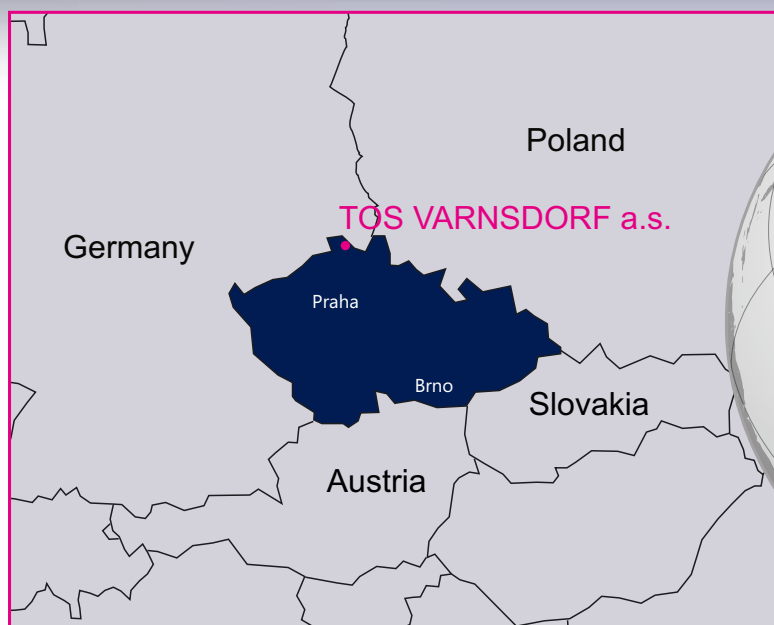 Poland
TOS VARNSDORF a.s.
Germany
Praha
Brno
Slovakia
Austria